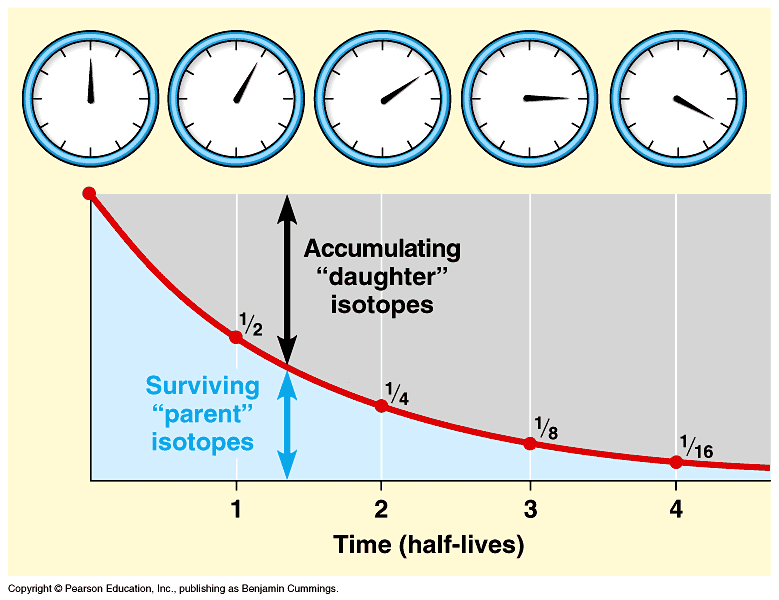 Accumulating
“daughter”
isotopes
1/2
Surviving
“parent”
isotopes
1/4
1/8
1/16
1
2
3
4
Time (half-lives)
Copyright © Pearson Education, Inc., publishing as Benjamin Cummings.